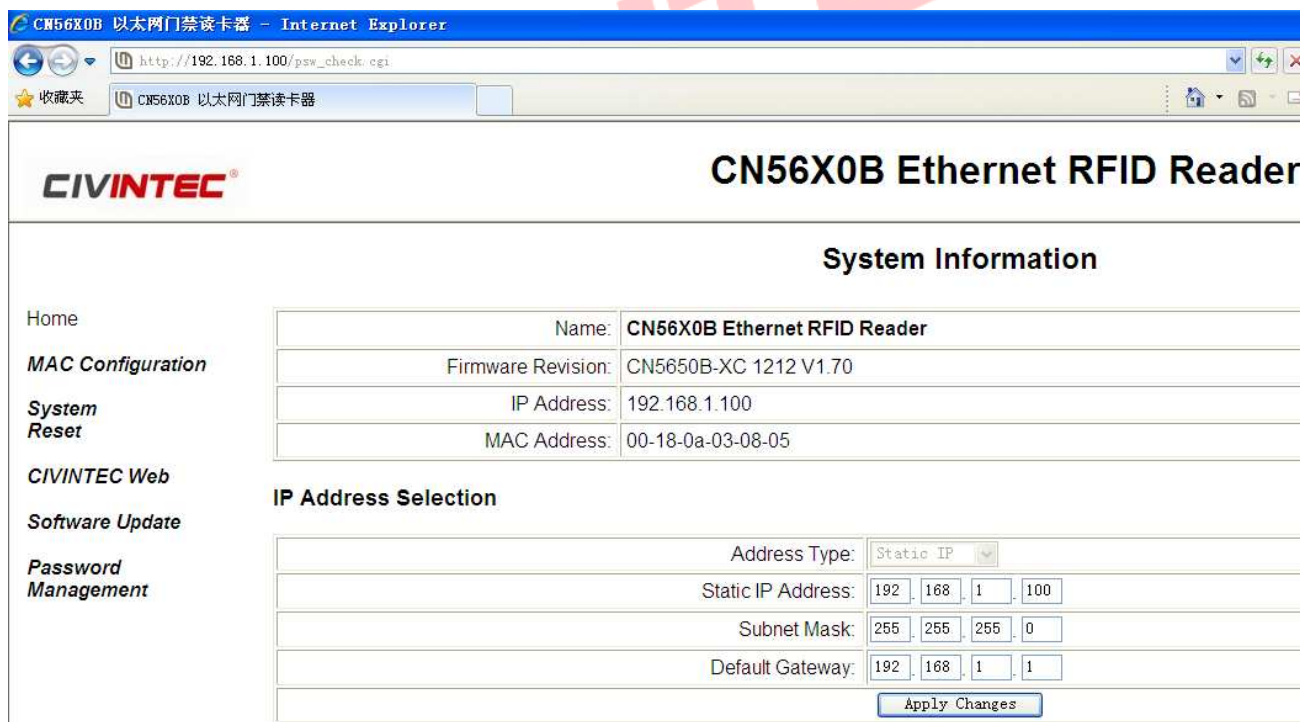 CN56X0B 以太网门禁读卡器 - Internet Explorer
http://192.168.1.100/psw_check.cgi
收藏夹 CN56X0B 以太网门禁读卡器
CIVINTEC® CN56X0B Ethernet RFID Reader
System Information
Home
MAC Configuration
System
Reset
CIVINTEC Web
Software Update
Password
Management
Name: CN56X0B Ethernet RFID Reader
Firmware Revision: CN5650B-XC 1212 V1.70
IP Address: 192.168.1.100
MAC Address: 00-18-0a-03-08-05
IP Address Selection
Address Type: Static IP
Static IP Address: 192 . 168 . 1 . 100
Subnet Mask: 255 . 255 . 255 . 0
Default Gateway: 192 . 168 . 1 . 1
Apply Changes